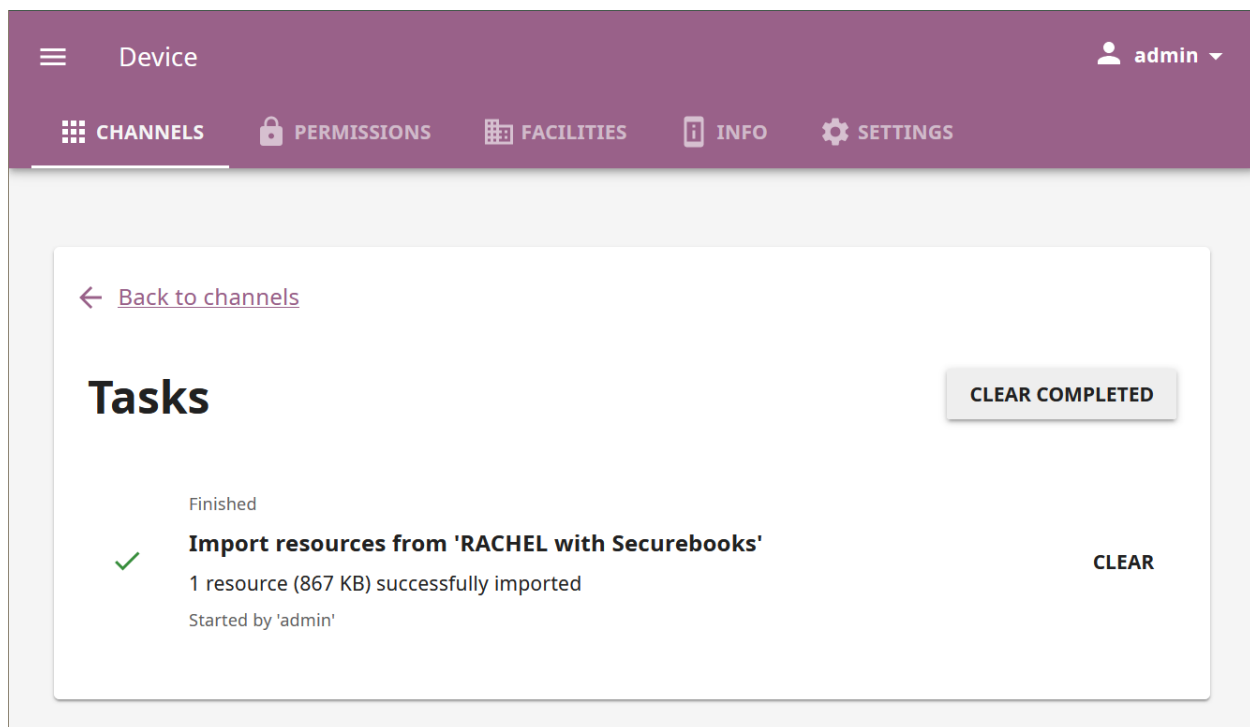 Device
admin
CHANNELS PERMISSIONS FACILITIES INFO SETTINGS
Back to channels
Tasks
CLEAR COMPLETED
Finished
Import resources from 'RACHEL with Securebooks'
1 resource (867 KB) successfully imported
CLEAR
Started by 'admin'